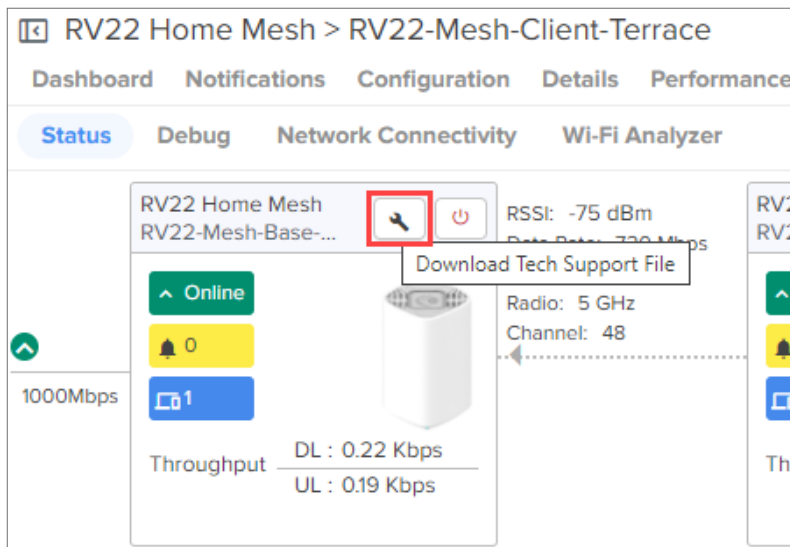 RV22 Home Mesh > RV22-Mesh-Client-Terrace
Dashboard Notifications Configuration Details Performance
Status Debug Network Connectivity Wi-Fi Analyzer
RV22 Home Mesh
RV22-Mesh-Base-...
RSSI: -75 dBm
Download Tech Support File
Radio: 5 GHz
Channel: 48
Online
0
1
1000Mbps
Throughput
DL : 0.22 Kbps
UL : 0.19 Kbps